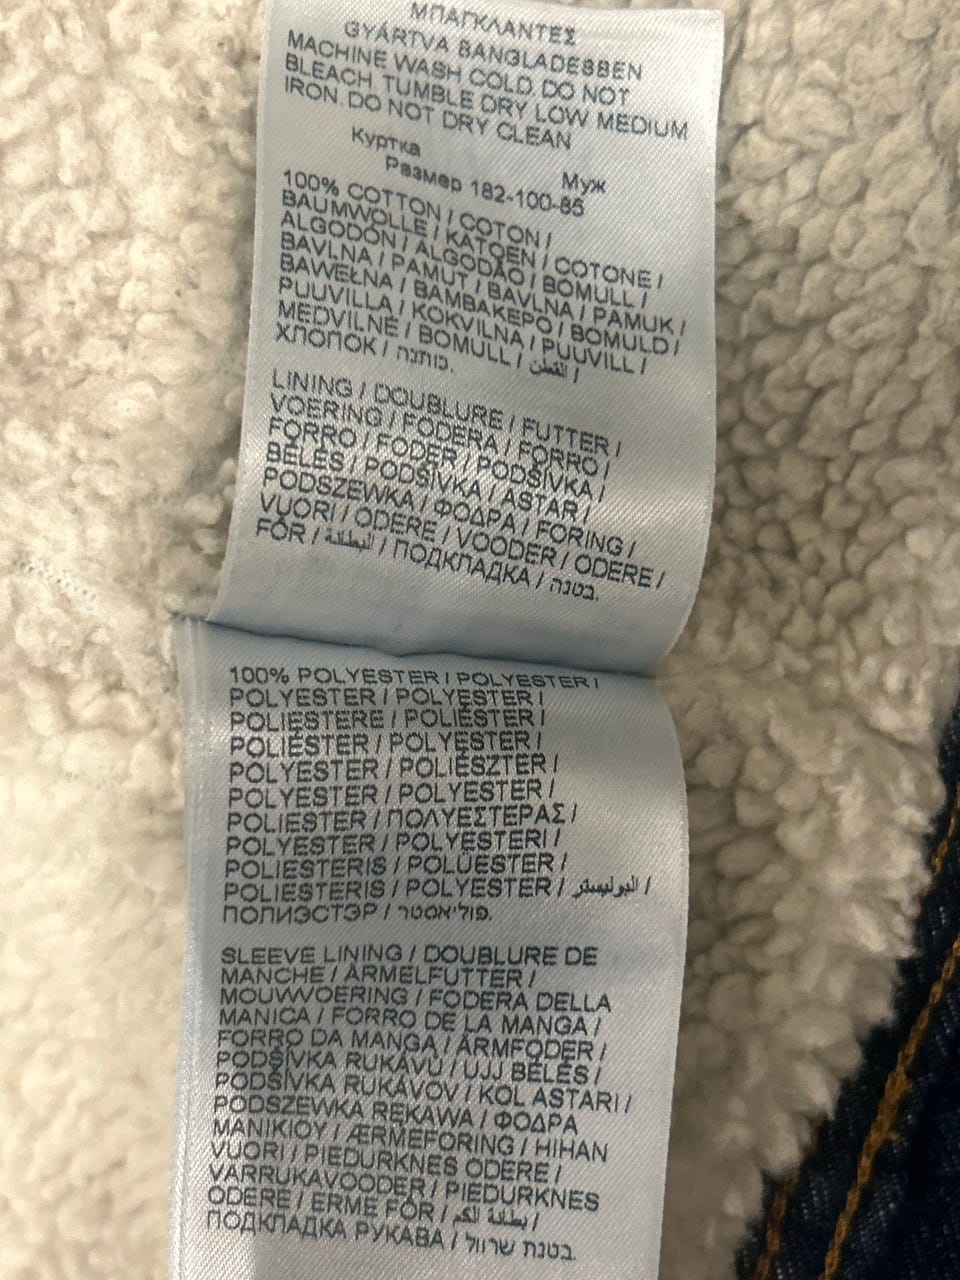 ΜΠΑΓΚΛΑΝΤΕΣ
GYÁRTVA BANGLADESBEN
MACHINE WASH COLD. DO NOT
BLEACH. TUMBLE DRY LOW. MEDIUM
IRON. DO NOT DRY CLEAN
Куртка
Муж
Размер 182-100-85
100% COTTON / COTON /
BAUMWOLLE / KATOEN / COTONE /
ALGODÓN / ALGODÃO / BOMULL /
BAVLNA / PAMUT / BAVLNA / PAMUK /
BAWEŁNA / ΒΑΜΒΑΚΕΡΟ / BOMULD /
PUUVILLA / KOKVILNA / PUUVILL /
MEDVILNĖ / BOMULL / القطن /
ХЛОПОК / כותנה.
LINING / DOUBLURE / FUTTER /
VOERING / FODERA / FORRO /
FORRO / FODER / PODŠÍVKA /
BÉLÉS / PODŠÍVKA / ASTAR /
PODSZEWKA / ΦΟΔΡΑ / FORING /
VUORI / ODERE / VOODER / ODERE /
FÔR / البطانة / ПОДКЛАДКА / בטנה.
100% POLYESTER / POLYESTER /
POLYESTER / POLYESTER /
POLIESTERE / POLIÉSTER /
POLIÉSTER / POLYESTER /
POLYESTER / POLIÉSZTER /
POLYESTER / POLYESTER /
POLIESTER / ΠΟΛΥΕΣΤΕΡΑΣ /
POLYESTER / POLYESTERI /
POLIESTERIS / POLÜESTER /
POLIESTERIS / POLYESTER / البوليستر /
ПОЛИЭСТЭР / פוליאסטר.
SLEEVE LINING / DOUBLURE DE
MANCHE / ÄRMELFUTTER /
MOUWVOERING / FODERA DELLA
MANICA / FORRO DE LA MANGA /
FORRO DA MANGA / ÄRMFODER /
PODŠÍVKA RUKÁVU / UJJ BÉLÉS /
PODŠÍVKA RUKÁVOV / KOL ASTARI /
PODSZEWKA RĘKAWA / ΦΟΔΡΑ
ΜΑΝΙΚΙΟΥ / ÆRMEFORING / HIHAN
VUORI / PIEDURKNES ODERE /
VARRUKAVOODER / PIEDURKNES
ODERE / ERME FÔR / بطانة الكم /
ПОДКЛАДКА РУКАВА / בטנת שרוול.